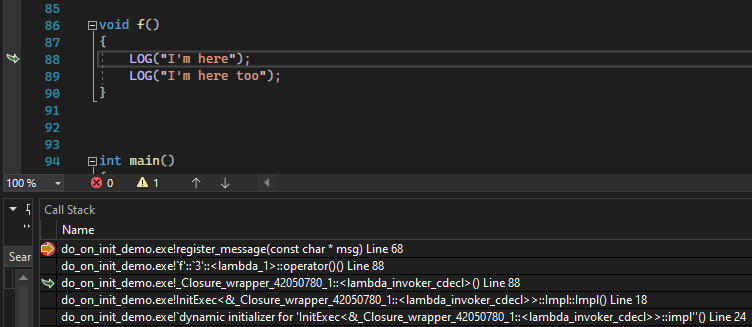 85
86 void f()
87 {
88 LOG("I'm here");
89 LOG("I'm here too");
90 }
91
92
93
94 int main()
100 % 0 1
Call Stack
Name
Sear
do_on_init_demo.exe!register_message(const char * msg) Line 68
do_on_init_demo.exe!`f'::`3'::<lambda_1>::operator()() Line 88
do_on_init_demo.exe!_Closure_wrapper_42050780_1::<lambda_invoker_cdecl>() Line 88
do_on_init_demo.exe!InitExec<&_Closure_wrapper_42050780_1::<lambda_invoker_cdecl>>::Impl::Impl() Line 18
do_on_init_demo.exe!`dynamic initializer for 'InitExec<&_Closure_wrapper_42050780_1::<lambda_invoker_cdecl>>::impl''() Line 24